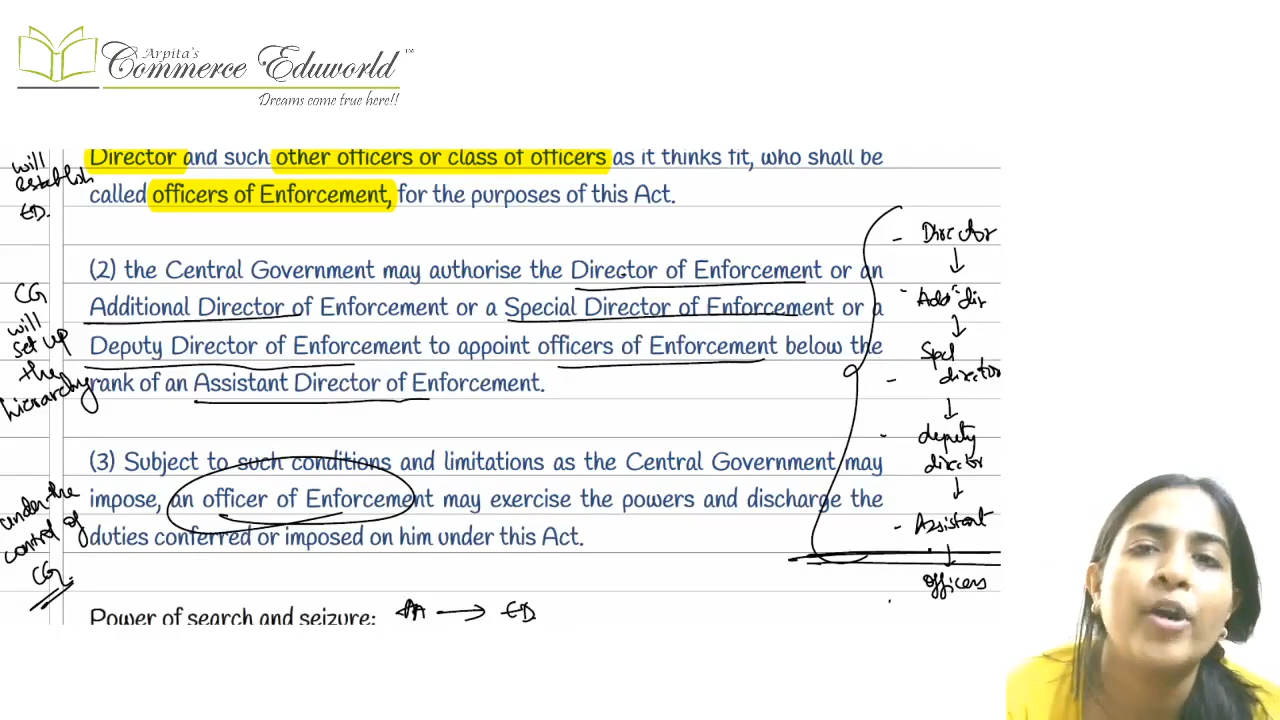 Arpita's
Commerce Eduworld™
Dreams come true here!!
Director and such other officers or class of officers as it thinks fit, who shall be
called officers of Enforcement, for the purposes of this Act.
will
establish
ED.
(2) the Central Government may authorise the Director of Enforcement or an
Additional Director of Enforcement or a Special Director of Enforcement or a
Deputy Director of Enforcement to appoint officers of Enforcement below the
rank of an Assistant Director of Enforcement.
CG
will
set up
the
hierarchy
(3) Subject to such conditions and limitations as the Central Government may
impose, an officer of Enforcement may exercise the powers and discharge the
duties conferred or imposed on him under this Act.
under the
control of
CG.
Power of search and seizure: AA → ED.
- Director
↓
- Add dir
↓
- Spcl
director
↓
- deputy
director
↓
- Assistant
↓
officers